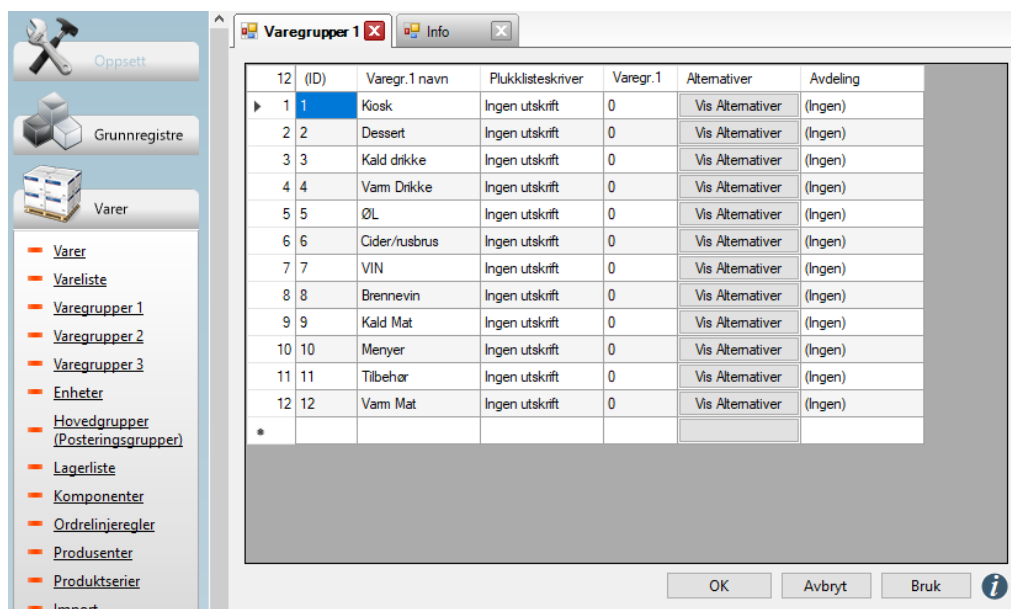 Oppsett
Grunnregistre
Varer
Varer
Vareliste
Varegrupper 1
Varegrupper 2
Varegrupper 3
Enheter
Hovedgrupper
(Posteringsgrupper)
Lagerliste
Komponenter
Ordrelinjeregler
Produsenter
Produktserier
Import
Varegrupper 1 Info
12 (ID) Varegr.1 navn Plukklisteskriver Varegr.1 Alternativer Avdeling
1 1 Kiosk Ingen utskrift 0 Vis Alternativer (Ingen)
2 2 Dessert Ingen utskrift 0 Vis Alternativer (Ingen)
3 3 Kald drikke Ingen utskrift 0 Vis Alternativer (Ingen)
4 4 Varm Drikke Ingen utskrift 0 Vis Alternativer (Ingen)
5 5 ØL Ingen utskrift 0 Vis Alternativer (Ingen)
6 6 Cider/rusbrus Ingen utskrift 0 Vis Alternativer (Ingen)
7 7 VIN Ingen utskrift 0 Vis Alternativer (Ingen)
8 8 Brennevin Ingen utskrift 0 Vis Alternativer (Ingen)
9 9 Kald Mat Ingen utskrift 0 Vis Alternativer (Ingen)
10 10 Menyer Ingen utskrift 0 Vis Alternativer (Ingen)
11 11 Tilbehør Ingen utskrift 0 Vis Alternativer (Ingen)
12 12 Varm Mat Ingen utskrift 0 Vis Alternativer (Ingen)
OK Avbryt Bruk